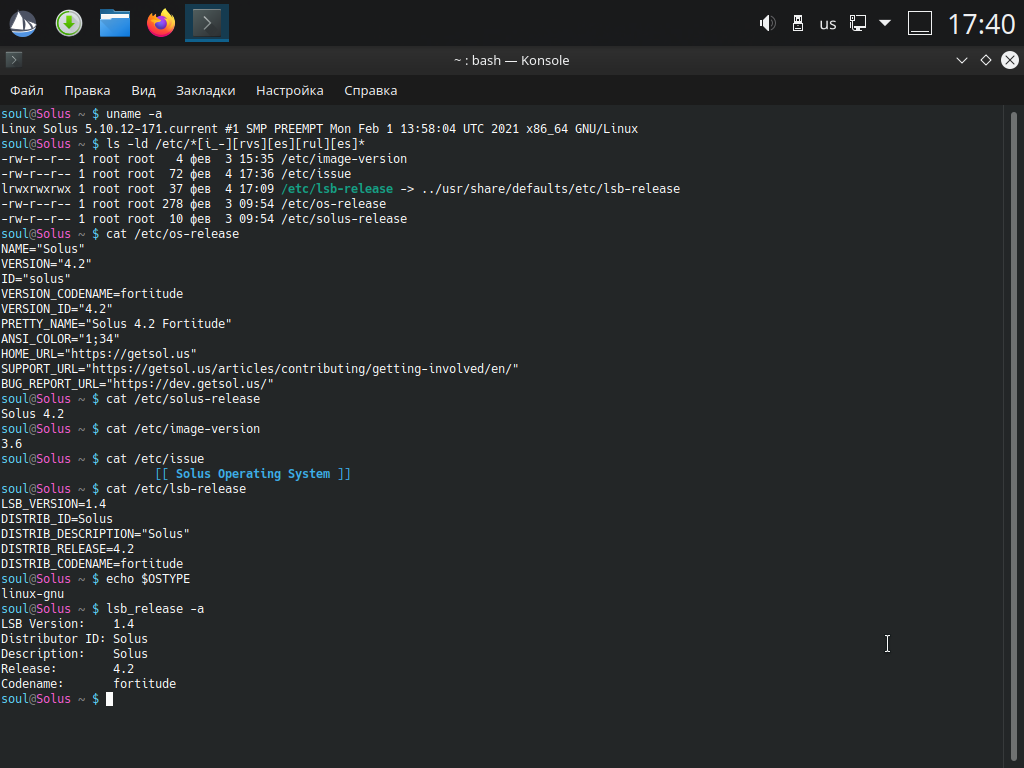 us 17:40
~ : bash — Konsole
Файл Правка Вид Закладки Настройка Справка
soul@Solus ~ $ uname -a
Linux Solus 5.10.12-171.current #1 SMP PREEMPT Mon Feb 1 13:58:04 UTC 2021 x86_64 GNU/Linux
soul@Solus ~ $ ls -ld /etc/*[i_-][rvs][es][rul][es]*
-rw-r--r-- 1 root root   4 фев  3 15:35 /etc/image-version
-rw-r--r-- 1 root root  72 фев  4 17:36 /etc/issue
lrwxrwxrwx 1 root root  37 фев  4 17:09 /etc/lsb-release -> ../usr/share/defaults/etc/lsb-release
-rw-r--r-- 1 root root 278 фев  3 09:54 /etc/os-release
-rw-r--r-- 1 root root  10 фев  3 09:54 /etc/solus-release
soul@Solus ~ $ cat /etc/os-release
NAME="Solus"
VERSION="4.2"
ID="solus"
VERSION_CODENAME=fortitude
VERSION_ID="4.2"
PRETTY_NAME="Solus 4.2 Fortitude"
ANSI_COLOR="1;34"
HOME_URL="https://getsol.us"
SUPPORT_URL="https://getsol.us/articles/contributing/getting-involved/en/"
BUG_REPORT_URL="https://dev.getsol.us/"
soul@Solus ~ $ cat /etc/solus-release
Solus 4.2
soul@Solus ~ $ cat /etc/image-version
3.6
soul@Solus ~ $ cat /etc/issue
[[ Solus Operating System ]]
soul@Solus ~ $ cat /etc/lsb-release
LSB_VERSION=1.4
DISTRIB_ID=Solus
DISTRIB_DESCRIPTION="Solus"
DISTRIB_RELEASE=4.2
DISTRIB_CODENAME=fortitude
soul@Solus ~ $ echo $OSTYPE
linux-gnu
soul@Solus ~ $ lsb_release -a
LSB Version:    1.4
Distributor ID: Solus
Description:    Solus
Release:        4.2
Codename:       fortitude
soul@Solus ~ $